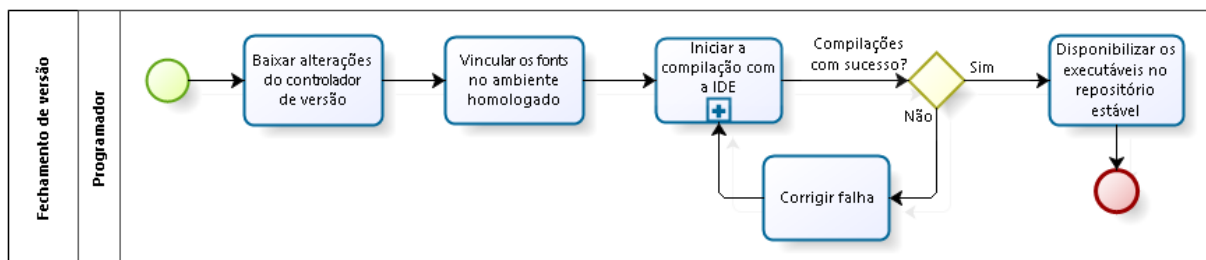 Fechamento de versão
Programador
Baixar alterações
do controlador
de versão
Vincular os fonts
no ambiente
homologado
Iniciar a
compilação com
a IDE
Compilações
com sucesso?
Sim
Não
Disponibilizar os
executáveis no
repositório
estável
Corrigir falha